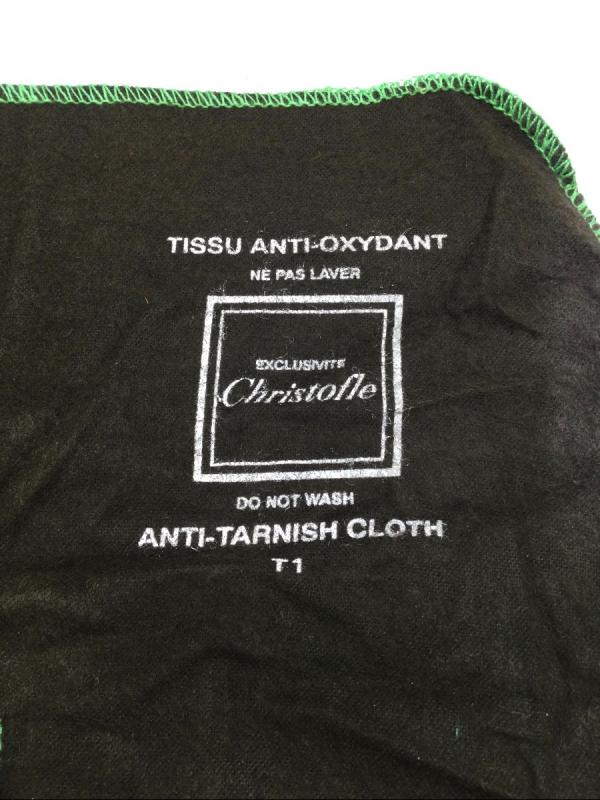 TISSU ANTI-OXYDANT
NE PAS LAVER
EXCLUSIVITE
Christofle
DO NOT WASH
ANTI-TARNISH CLOTH
T1